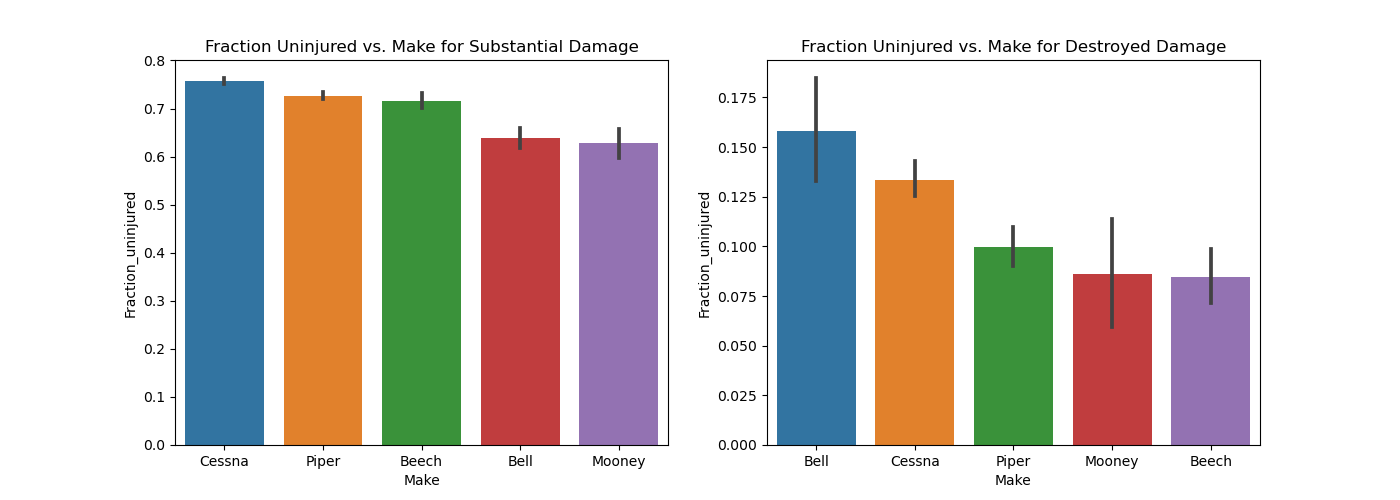 Fraction Uninjured vs. Make for Substantial Damage
0.8
0.7
0.6
0.5
0.4
0.3
0.2
0.1
0.0
Fraction_uninjured
Cessna Piper Beech Bell Mooney
Make
Fraction Uninjured vs. Make for Destroyed Damage
0.175
0.150
0.125
0.100
0.075
0.050
0.025
0.000
Fraction_uninjured
Bell Cessna Piper Mooney Beech
Make